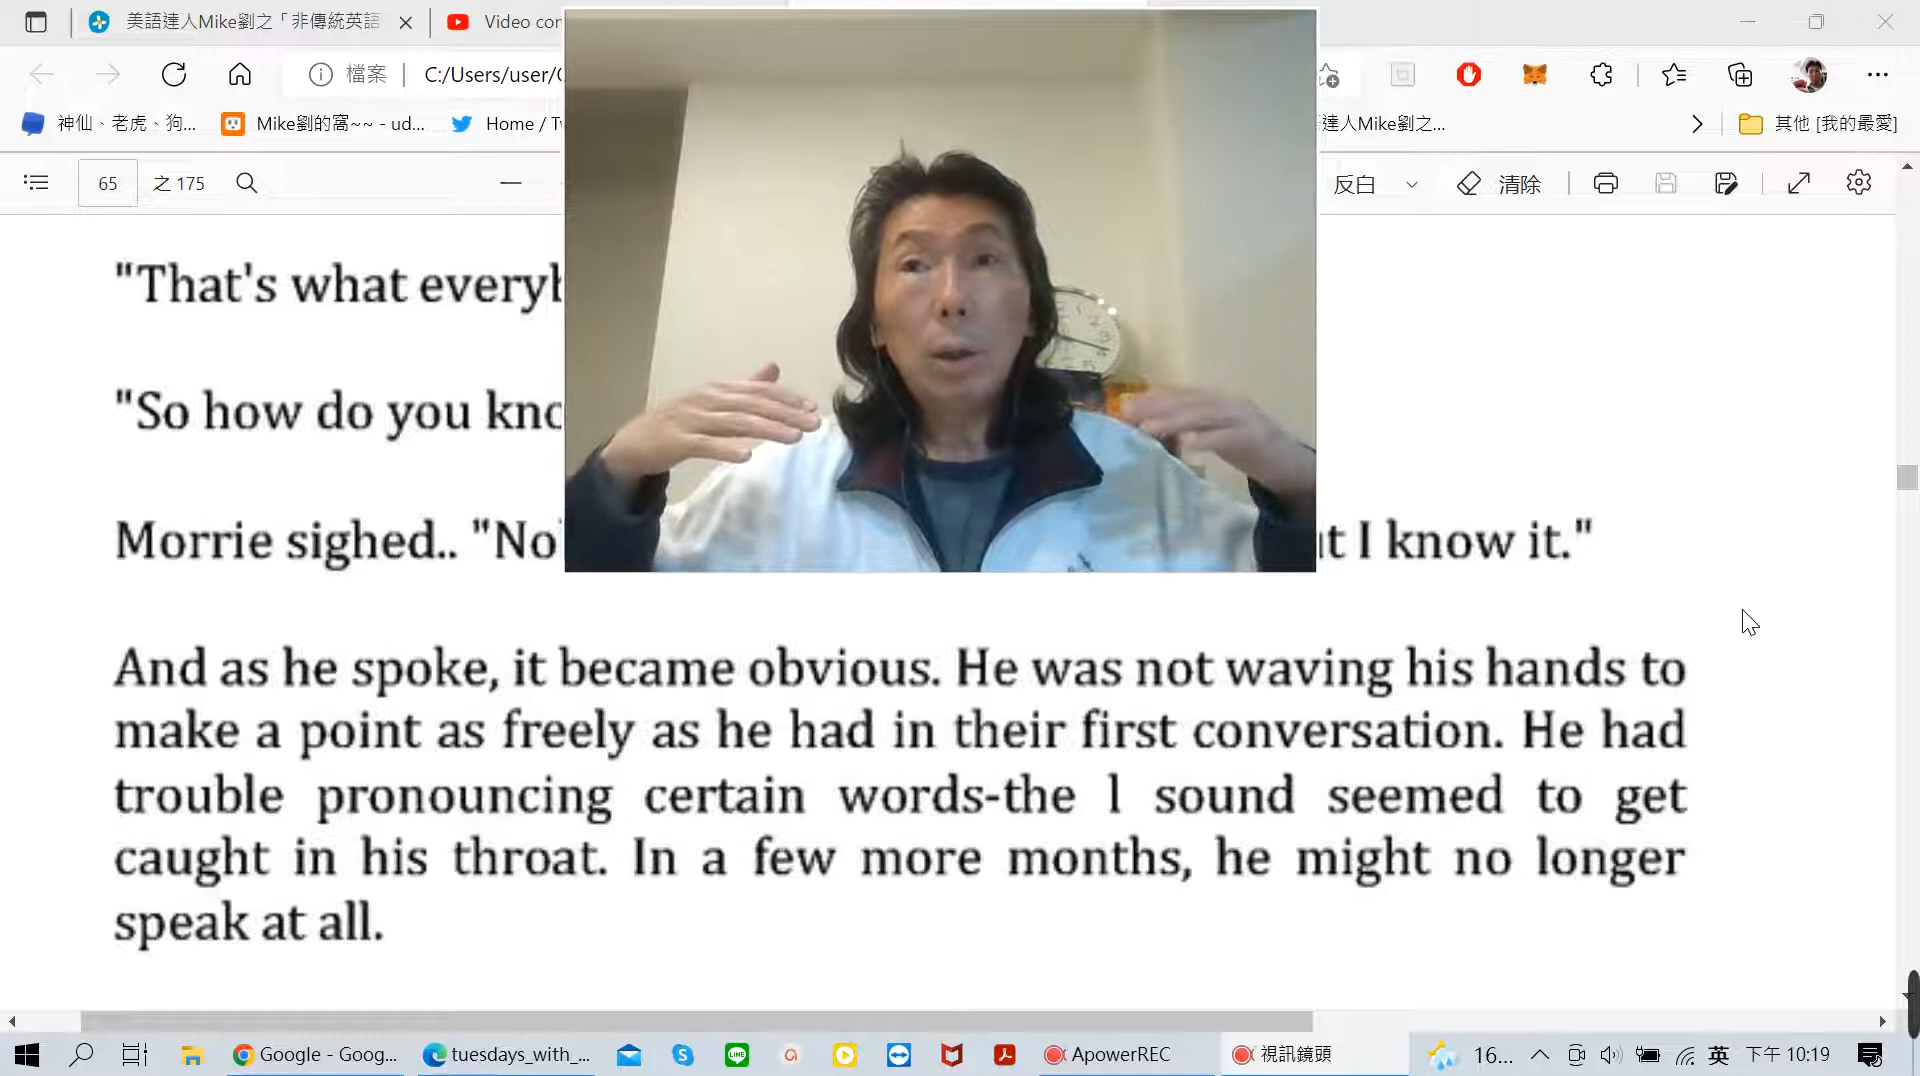 美語達人Mike劉之「非傳統英語
Video con
檔案
C:/Users/user/
神仙、老虎、狗...
Mike劉的窩~~ - ud...
Home / Tw
達人Mike劉之...
其他 [我的最愛]
65
之 175
反白
清除
"That's what everyb
"So how do you kno
Morrie sighed.. "No
t I know it."
And as he spoke, it became obvious. He was not waving his hands to
make a point as freely as he had in their first conversation. He had
trouble pronouncing certain words-the l sound seemed to get
caught in his throat. In a few more months, he might no longer
speak at all.
Google - Goog...
tuesdays_with_...
ApowerREC
視訊鏡頭
16...
英
下午 10:19